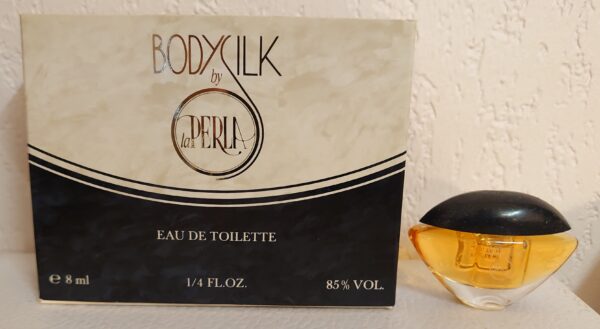 BODYSILK
by
la PERLA
EAU DE TOILETTE
℮ 8 ml 1/4 FL.OZ. 85% VOL.